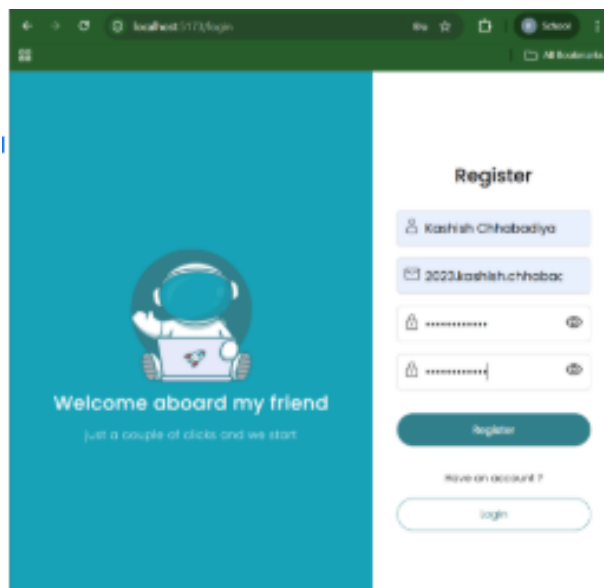 localhost:5173/login
School
All Bookmarks
Register
Kashish Chhabadiya
2023.kashish.chhabac
Welcome aboard my friend
just a couple of clicks and we start
Register
Have an account ?
Login